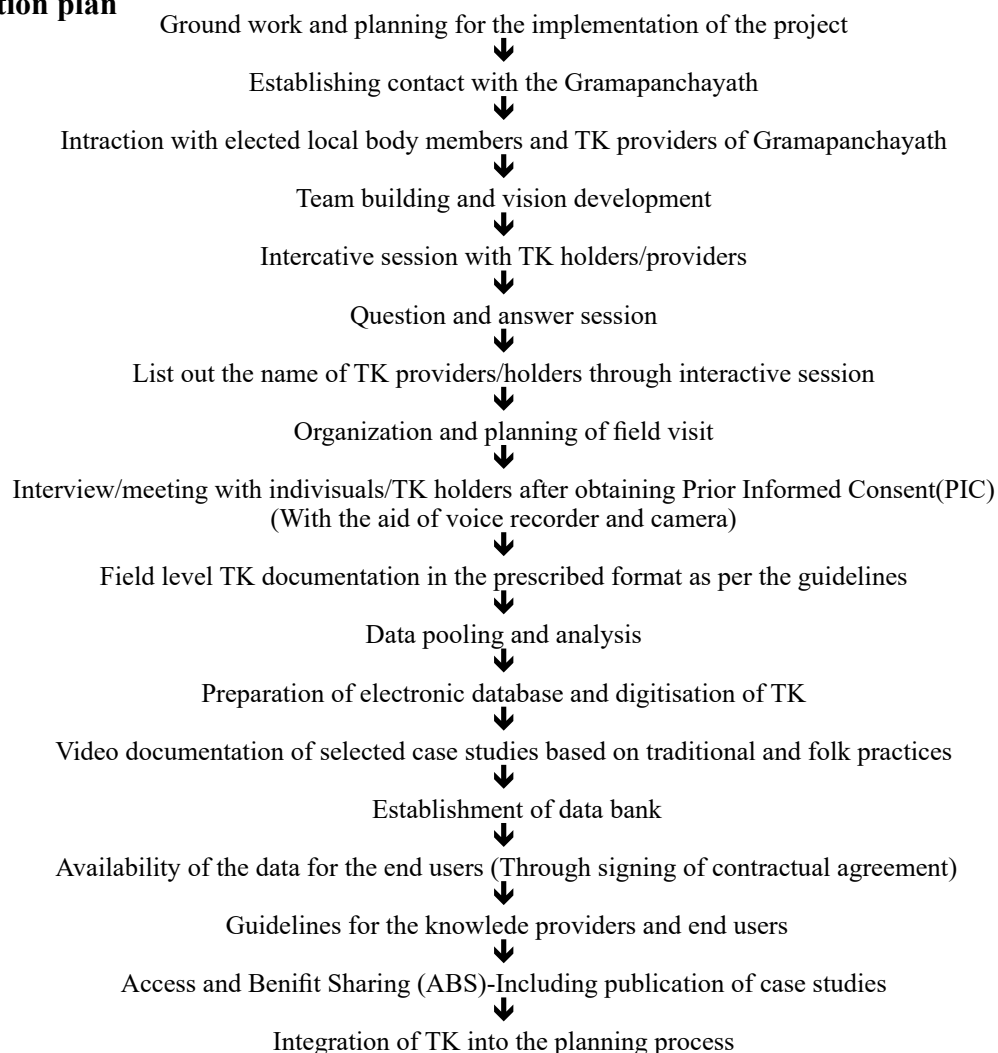 tion plan
Ground work and planning for the implementation of the project
Establishing contact with the Gramapanchayath
Intraction with elected local body members and TK providers of Gramapanchayath
Team building and vision development
Intercative session with TK holders/providers
Question and answer session
List out the name of TK providers/holders through interactive session
Organization and planning of field visit
Interview/meeting with indivisuals/TK holders after obtaining Prior Informed Consent(PIC)
(With the aid of voice recorder and camera)
Field level TK documentation in the prescribed format as per the guidelines
Data pooling and analysis
Preparation of electronic database and digitisation of TK
Video documentation of selected case studies based on traditional and folk practices
Establishment of data bank
Availability of the data for the end users (Through signing of contractual agreement)
Guidelines for the knowlede providers and end users
Access and Benifit Sharing (ABS)-Including publication of case studies
Integration of TK into the planning process